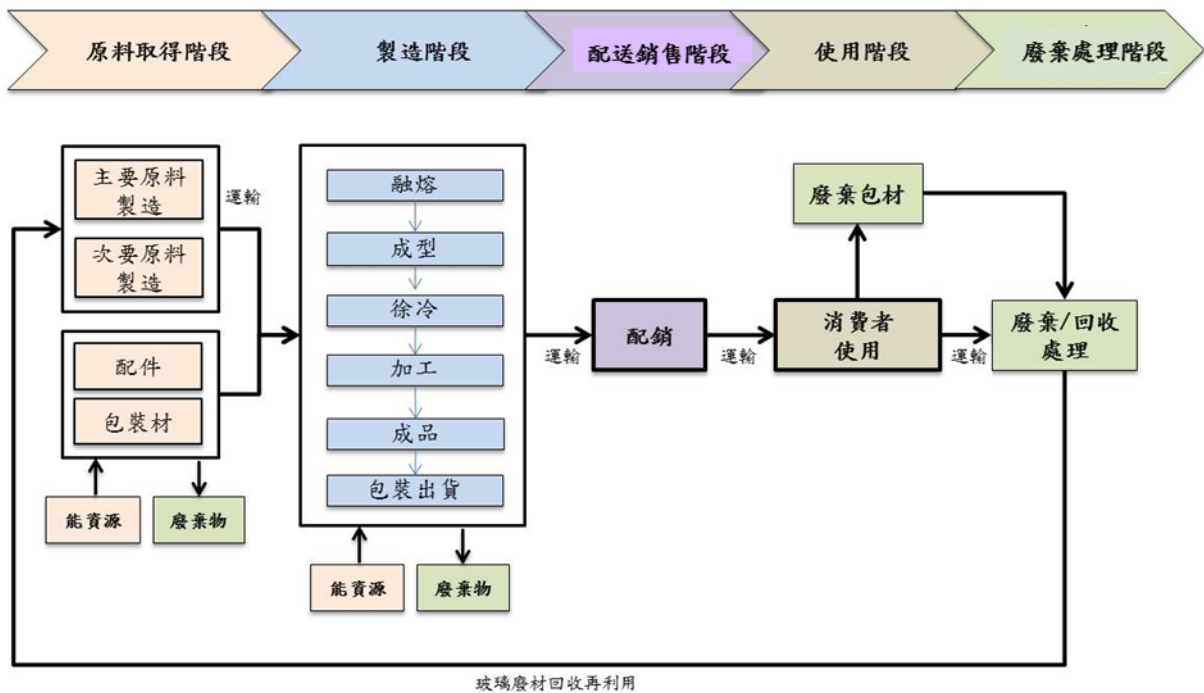 原料取得階段
製造階段
配送銷售階段
使用階段
廢棄處理階段
主要原料
製造
次要原料
製造
運輸
配件
包裝材
能資源
廢棄物
融熔
成型
徐冷
加工
成品
包裝出貨
能資源
廢棄物
運輸
配銷
運輸
廢棄包材
消費者
使用
運輸
廢棄/回收
處理
玻璃廢材回收再利用